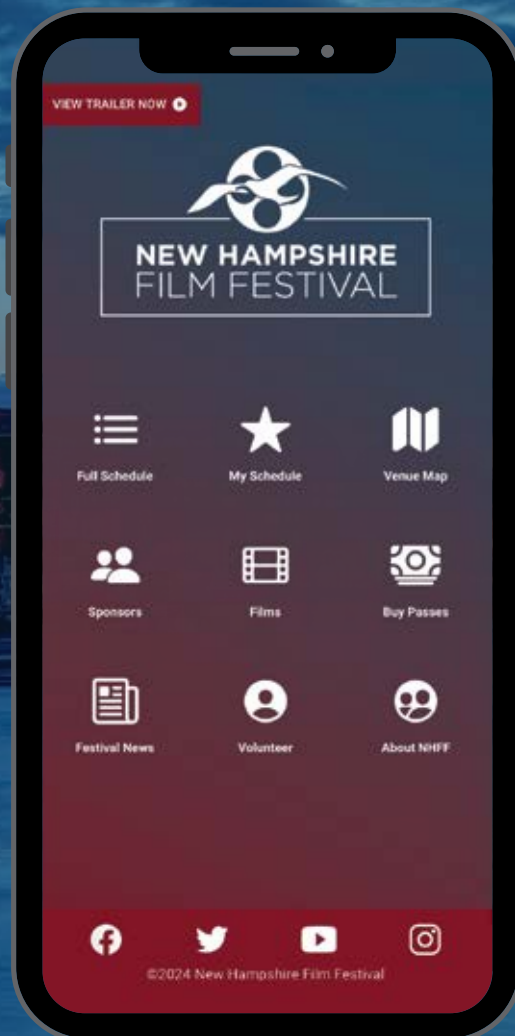 VIEW TRAILER NOW
NEW HAMPSHIRE
FILM FESTIVAL
Full Schedule
My Schedule
Venue Map
Sponsors
Films
Buy Passes
Festival News
Volunteer
About NHFF
©2024 New Hampshire Film Festival